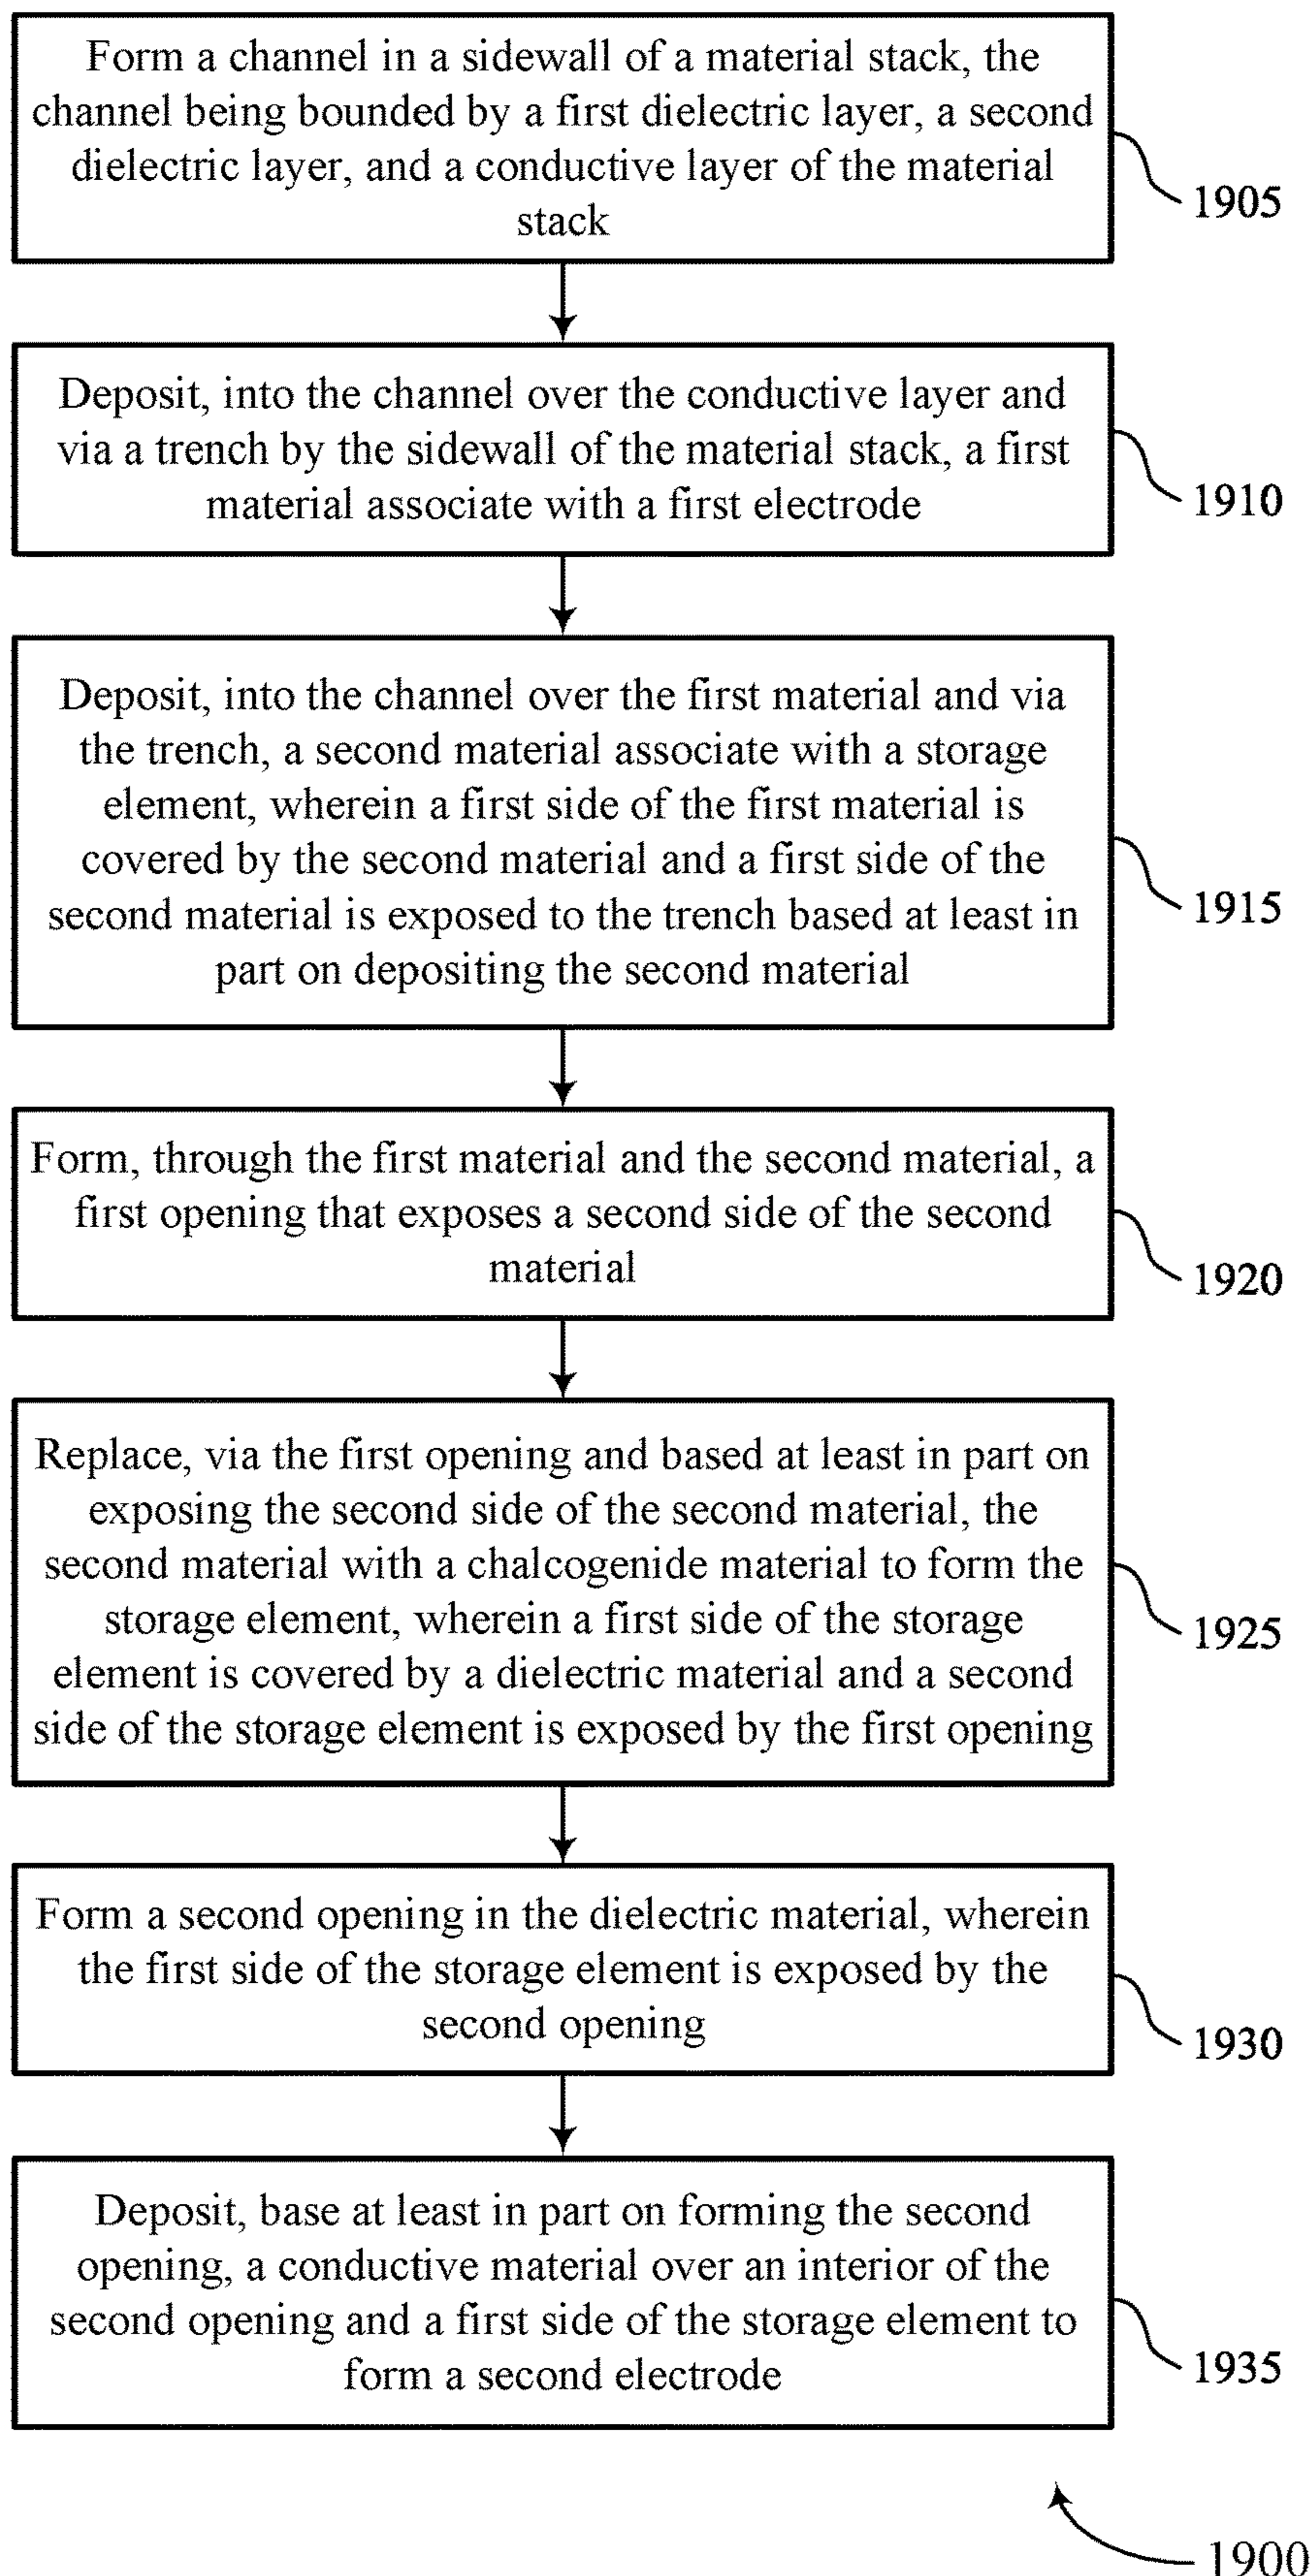 Form a channel in a sidewall of a material stack, the
channel being bounded by a first dielectric layer, a second
dielectric layer, and a conductive layer of the material
stack
1905
Deposit, into the channel over the conductive layer and
via a trench by the sidewall of the material stack, a first
material associate with a first electrode
1910
Deposit, into the channel over the first material and via
the trench, a second material associate with a storage
element, wherein a first side of the first material is
covered by the second material and a first side of the
second material is exposed to the trench based at least in
part on depositing the second material
1915
Form, through the first material and the second material, a
first opening that exposes a second side of the second
material
1920
Replace, via the first opening and based at least in part on
exposing the second side of the second material, the
second material with a chalcogenide material to form the
storage element, wherein a first side of the storage
element is covered by a dielectric material and a second
side of the storage element is exposed by the first opening
1925
Form a second opening in the dielectric material, wherein
the first side of the storage element is exposed by the
second opening
1930
Deposit, base at least in part on forming the second
opening, a conductive material over an interior of the
second opening and a first side of the storage element to
form a second electrode
1935
1900